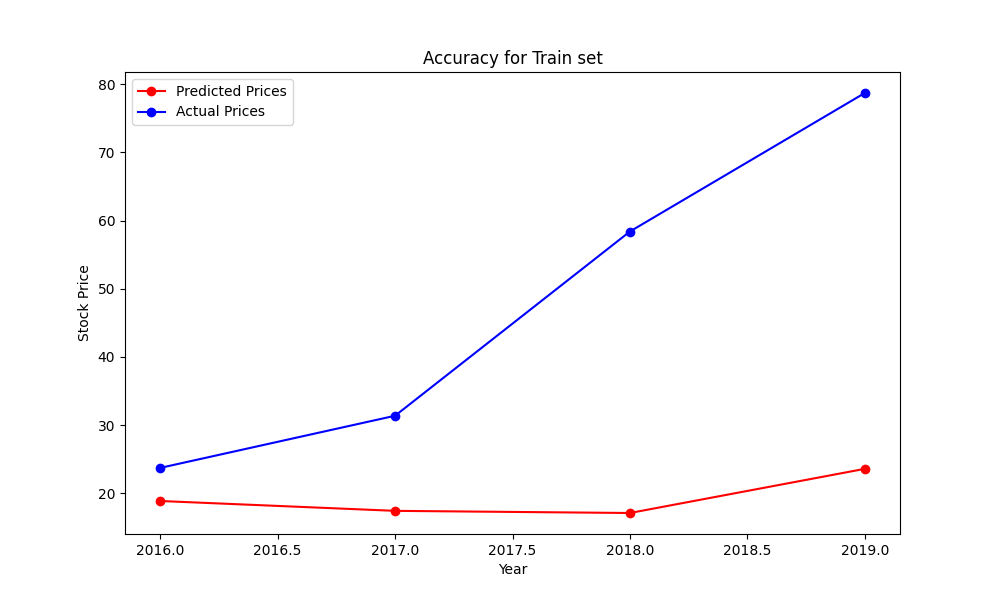 Accuracy for Train set
Predicted Prices
Actual Prices
80
70
60
50
40
30
20
Stock Price
2016.0 2016.5 2017.0 2017.5 2018.0 2018.5 2019.0
Year